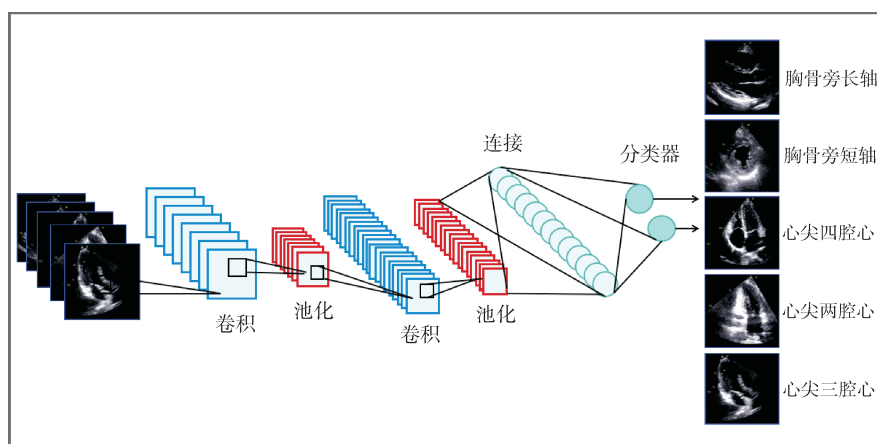 胸骨旁长轴
连接
分类器
胸骨旁短轴
心尖四腔心
卷积
池化
卷积
池化
心尖两腔心
心尖三腔心